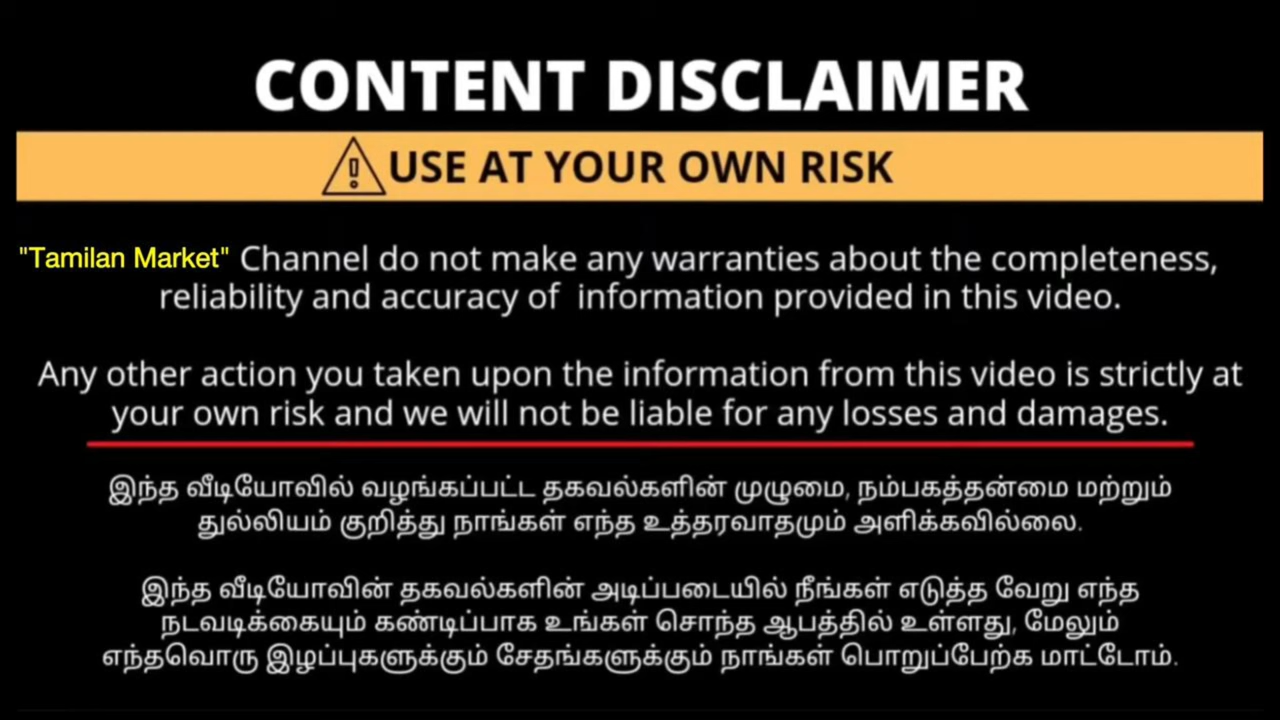 CONTENT DISCLAIMER
USE AT YOUR OWN RISK
"Tamilan Market" Channel do not make any warranties about the completeness,
reliability and accuracy of information provided in this video.
Any other action you taken upon the information from this video is strictly at
your own risk and we will not be liable for any losses and damages.
இந்த வீடியோவில் வழங்கப்பட்ட தகவல்களின் முழுமை, நம்பகத்தன்மை மற்றும்
துல்லியம் குறித்து நாங்கள் எந்த உத்தரவாதமும் அளிக்கவில்லை.
இந்த வீடியோவின் தகவல்களின் அடிப்படையில் நீங்கள் எடுத்த வேறு எந்த
நடவடிக்கையும் கண்டிப்பாக உங்கள் சொந்த ஆபத்தில் உள்ளது, மேலும்
எந்தவொரு இழப்புகளுக்கும் சேதங்களுக்கும் நாங்கள் பொறுப்பேற்க மாட்டோம்.